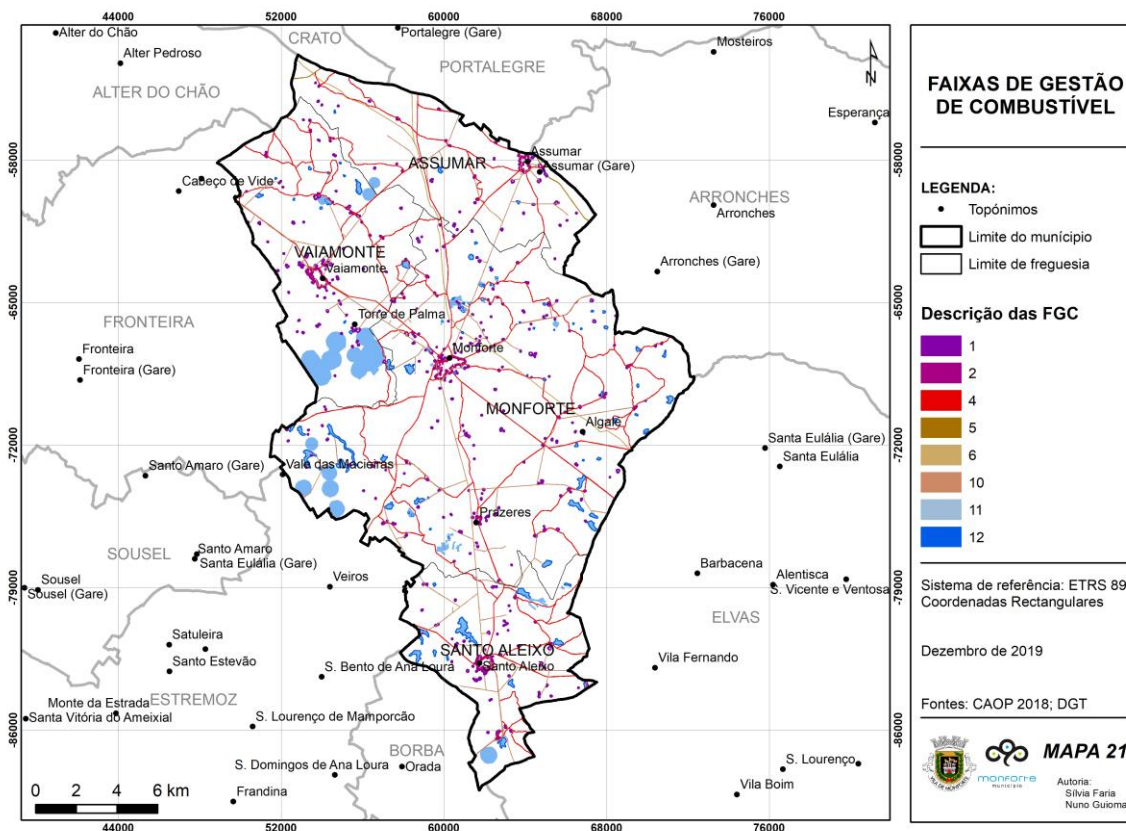 44000 52000 60000 68000 76000
Alter do Chão
CRATO
Portalegre (Gare)
Mosteiros
Alter Pedroso
PORTALEGRE
N
ALTER DO CHÃO
Esperança
-58000
Assumar
-58000
ASSUMAR
Assumar (Gare)
Cabeço de Vide
ARRONCHES
Arronches
VAIAMONTE
Vaiamonte
Arronches (Gare)
-65000
-65000
FRONTEIRA
Torre de Palma
Fronteira
Monforte
Fronteira (Gare)
MONFORTE
Algale
-72000
-72000
Santa Eulália (Gare)
Santo Amaro (Gare)
Santa Eulália
Prazeres
SOUSEL
Santo Amaro
Santa Eulália (Gare)
Barbacena
Sousel
Veiros
Alentisca
-79000
-79000
Sousel (Gare)
S. Vicente e Ventosa
ELVAS
Satuleira
SANTO ALEIXO
Santo Estevão
S. Bento de Ana Loura
Santo Aleixo
Vila Fernando
Monte da Estrada
ESTREMOZ
Santa Vitória do Ameixial
S. Lourenço de Mamporcão
-86000
-86000
BORBA
S. Domingos de Ana Loura
Orada
S. Lourenço
0 2 4 6 km
Frandina
Vila Boim
44000 52000 60000 68000 76000
FAIXAS DE GESTÃO
DE COMBUSTÍVEL
LEGENDA:
Topónimos
Limite do munícipio
Limite de freguesia
Descrição das FGC
1
2
4
5
6
10
11
12
Sistema de referência: ETRS 89
Coordenadas Rectangulares
Dezembro de 2019
Fontes: CAOP 2018; DGT
monforte
município
MAPA 21
Autoria:
Sílvia Faria
Nuno Guioma